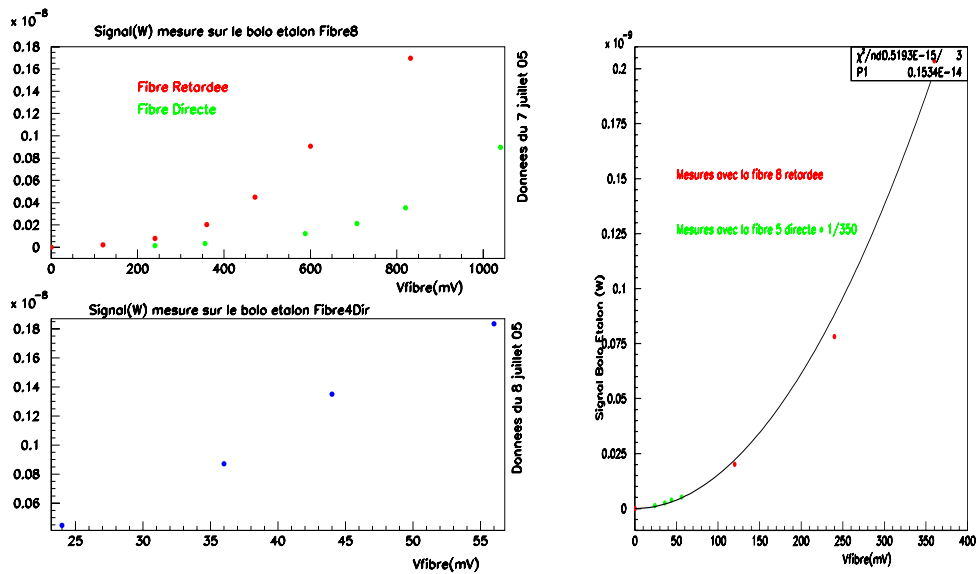 x 10⁻⁸
Signal(W) mesure sur le bolo etalon Fibre8
0.18
0.16
0.14
0.12
0.1
0.08
0.06
0.04
0.02
0
Fibre Retardee
Fibre Directe
0 200 400 600 800 1000
Vfibre(mV)
Donnees du 7 juillet 05
x 10⁻⁸
Signal(W) mesure sur le bolo etalon Fibre4Dir
0.18
0.16
0.14
0.12
0.1
0.08
0.06
25 30 35 40 45 50 55
Vfibre(mV)
Donnees du 8 juillet 05
x 10⁻⁹
χ²/nd0.5193E-15/ 3
P1 0.1534E-14
0.2
0.175
0.15
0.125
0.1
0.075
0.05
0.025
0
Signal Bolo Etalon (W)
Mesures avec la fibre 8 retardee
Mesures avec la fibre 5 directe * 1/350
0 50 100 150 200 250 300 350 400
Vfibre(mV)